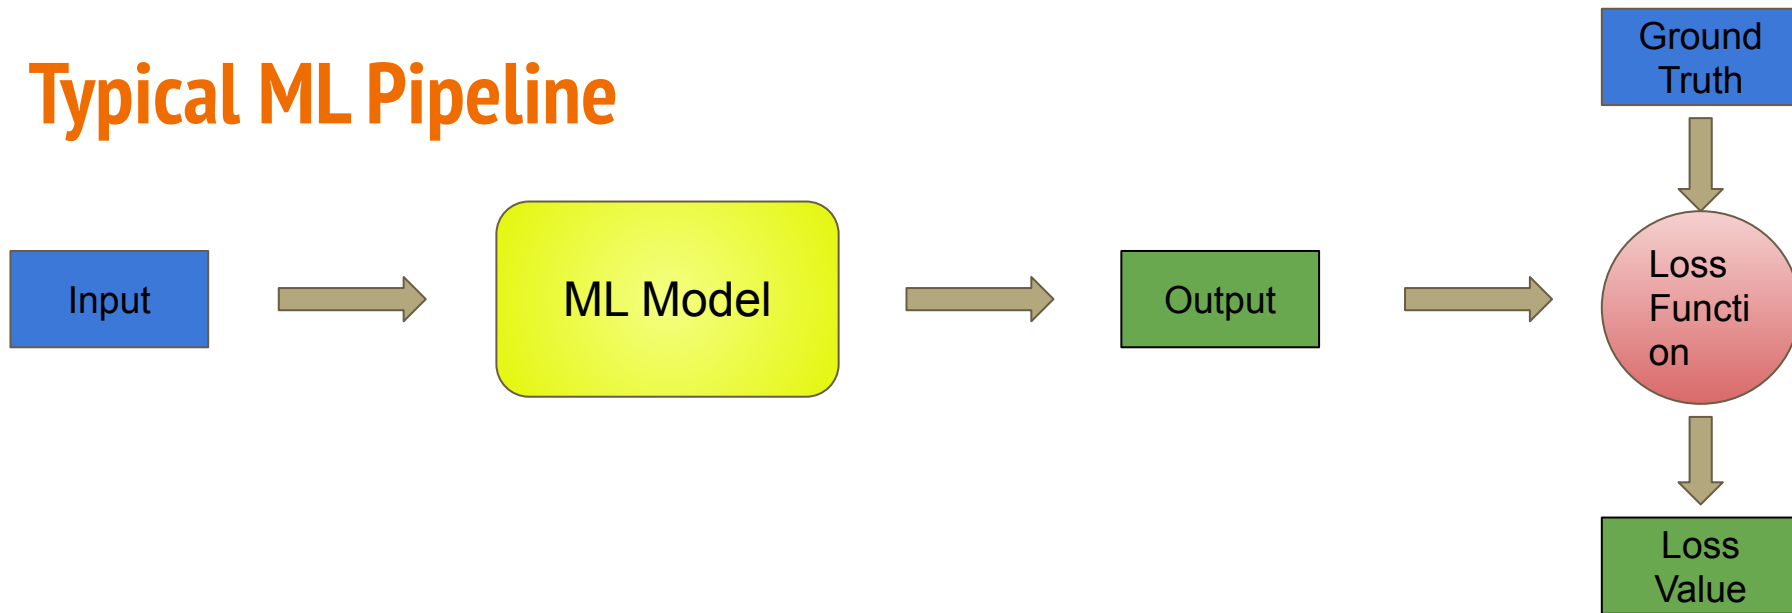 Typical ML Pipeline
Ground
Truth
Input
ML Model
Output
Loss
Functi
on
Loss
Value